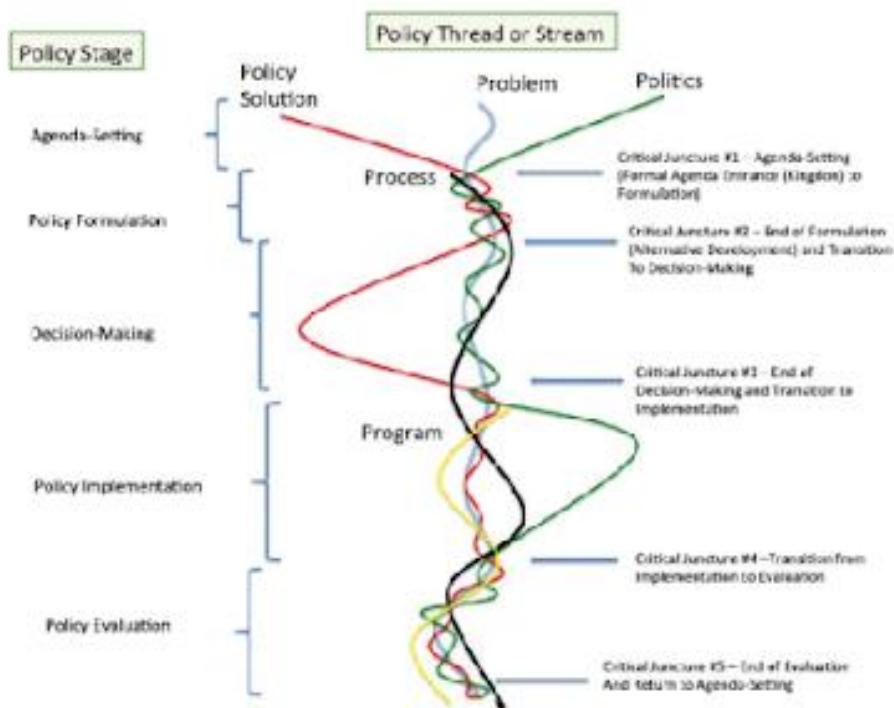 Policy Thread or Stream
Policy Stage
Policy
Solution
Problem
Politics
Agenda-Setting
Critical Juncture #1 – Agenda-Setting
(Formal Agenda Entrance (Kingdon) to
Formulation)
Process
Policy Formulation
Critical Juncture #2 – End of Formulation
(Alternative Development) and Transition
To Decision-Making
Decision-Making
Critical Juncture #3 – End of
Decision-Making and Transition to
Implementation
Program
Policy Implementation
Critical Juncture #4 –Transition from
Implementation to Evaluation
Policy Evaluation
Critical Juncture #5 – End of Evaluation
And Return to Agenda-Setting